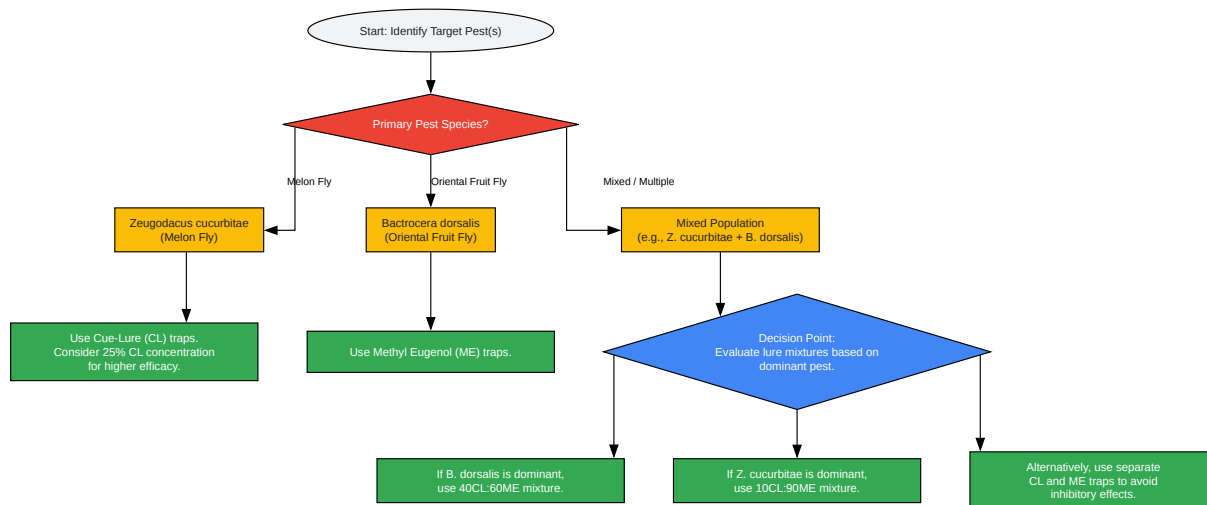 Start: Identify Target Pest(s)
Primary Pest Species?
Melon Fly
Oriental Fruit Fly
Mixed / Multiple
Zeugodacus cucurbitae
(Melon Fly)
Bactrocera dorsalis
(Oriental Fruit Fly)
Mixed Population
(e.g., Z. cucurbitae + B. dorsalis)
Use Cue-Lure (CL) traps.
Consider 25% CL concentration
for higher efficacy.
Use Methyl Eugenol (ME) traps.
Decision Point:
Evaluate lure mixtures based on
dominant pest.
If B. dorsalis is dominant,
use 40CL:60ME mixture.
If Z. cucurbitae is dominant,
use 10CL:90ME mixture.
Alternatively, use separate
CL and ME traps to avoid
inhibitory effects.